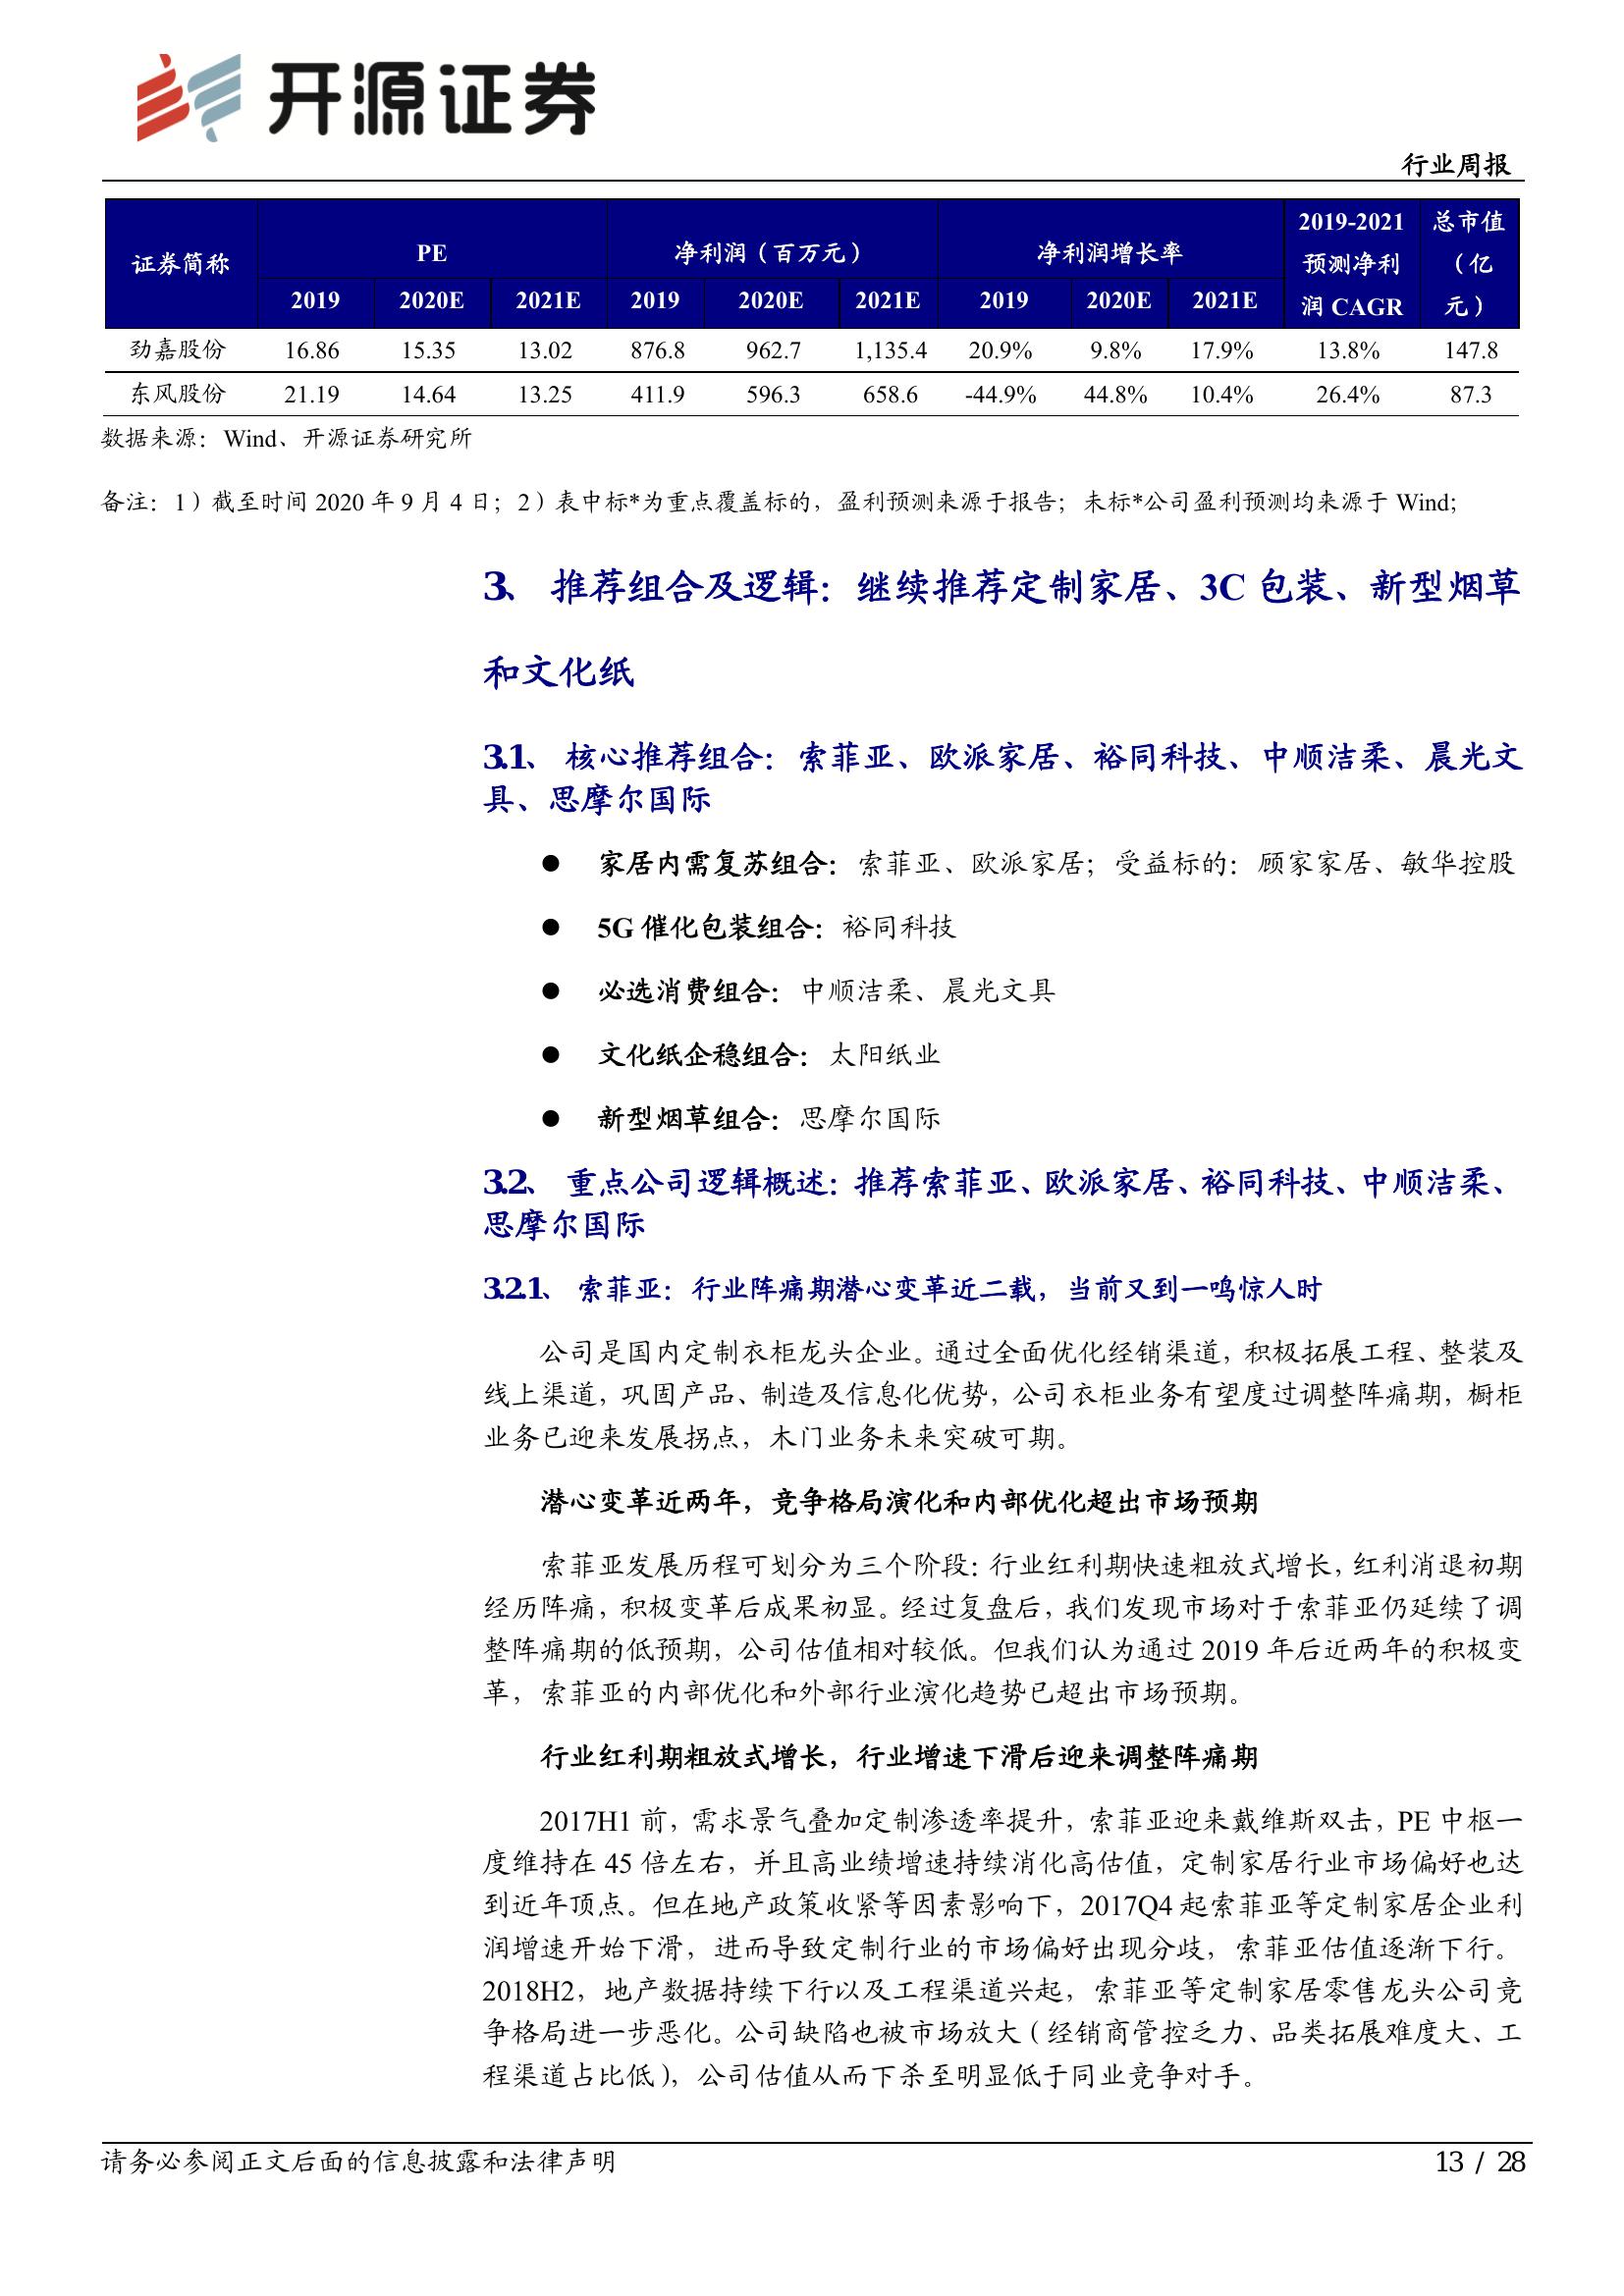 开源证券
行业周报
证券简称 PE 净利润（百万元） 净利润增长率 2019-2021 预测净利润 CAGR 总市值（亿元）
2019 2020E 2021E 2019 2020E 2021E 2019 2020E 2021E
劲嘉股份 16.86 15.35 13.02 876.8 962.7 1,135.4 20.9% 9.8% 17.9% 13.8% 147.8
东风股份 21.19 14.64 13.25 411.9 596.3 658.6 -44.9% 44.8% 10.4% 26.4% 87.3
数据来源：Wind、开源证券研究所
备注：1）截至时间 2020 年 9 月 4 日；2）表中标*为重点覆盖标的，盈利预测来源于报告；未标*公司盈利预测均来源于 Wind；
3、 推荐组合及逻辑：继续推荐定制家居、3C 包装、新型烟草
和文化纸
3.1、 核心推荐组合：索菲亚、欧派家居、裕同科技、中顺洁柔、晨光文
具、思摩尔国际
● 家居内需复苏组合：索菲亚、欧派家居；受益标的：顾家家居、敏华控股
● 5G 催化包装组合：裕同科技
● 必选消费组合：中顺洁柔、晨光文具
● 文化纸企稳组合：太阳纸业
● 新型烟草组合：思摩尔国际
3.2、 重点公司逻辑概述：推荐索菲亚、欧派家居、裕同科技、中顺洁柔、
思摩尔国际
3.2.1、 索菲亚：行业阵痛期潜心变革近二载，当前又到一鸣惊人时
公司是国内定制衣柜龙头企业。通过全面优化经销渠道，积极拓展工程、整装及
线上渠道，巩固产品、制造及信息化优势，公司衣柜业务有望度过调整阵痛期，橱柜
业务已迎来发展拐点，木门业务未来突破可期。
潜心变革近两年，竞争格局演化和内部优化超出市场预期
索菲亚发展历程可划分为三个阶段：行业红利期快速粗放式增长，红利消退初期
经历阵痛，积极变革后成果初显。经过复盘后，我们发现市场对于索菲亚仍延续了调
整阵痛期的低预期，公司估值相对较低。但我们认为通过 2019 年后近两年的积极变
革，索菲亚的内部优化和外部行业演化趋势已超出市场预期。
行业红利期粗放式增长，行业增速下滑后迎来调整阵痛期
2017H1 前，需求景气叠加定制渗透率提升，索菲亚迎来戴维斯双击，PE 中枢一
度维持在 45 倍左右，并且高业绩增速持续消化高估值，定制家居行业市场偏好也达
到近年顶点。但在地产政策收紧等因素影响下，2017Q4 起索菲亚等定制家居企业利
润增速开始下滑，进而导致定制行业的市场偏好出现分歧，索菲亚估值逐渐下行。
2018H2，地产数据持续下行以及工程渠道兴起，索菲亚等定制家居零售龙头公司竞
争格局进一步恶化。公司缺陷也被市场放大（经销商管控乏力、品类拓展难度大、工
程渠道占比低），公司估值从而下杀至明显低于同业竞争对手。
请务必参阅正文后面的信息披露和法律声明
13 / 28